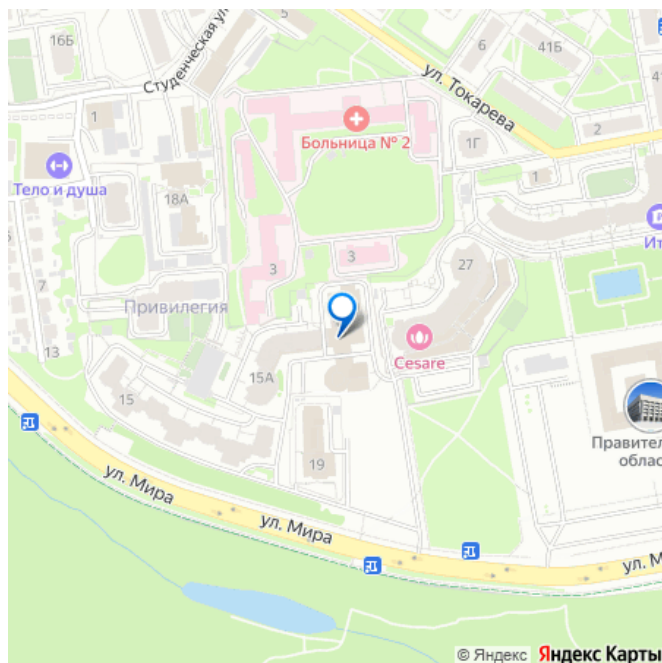 5
16Б
Студенческая ул
6
41Б
ул. Токарева
Больница № 2
1Г
2
1
1
Тело и душа
18А
3
3
27
7
Привилегия
13
Cesare
15А
15
19
Правител
облас
ул. Мира
ул. Мира
ул. М
© Яндекс Яндекс Карты